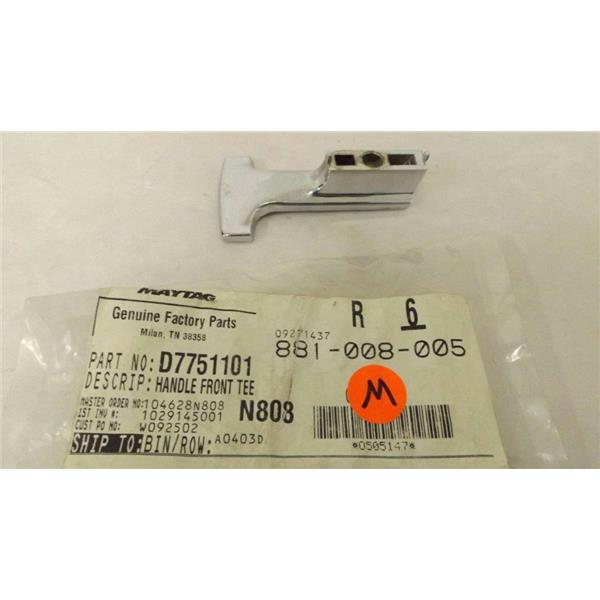 MAYTAG
Genuine Factory Parts
Milan, TN 38358
PART NO: D7751101
DESCRIP: HANDLE FRONT TEE
MASTER ORDER NO: 104628N808
1ST INV #: 1029145001 N808
CUST PO NO: W092502
SHIP TO: BIN/ROW: A0403D
R 6
09271437
881-008-005
M
*0505147*